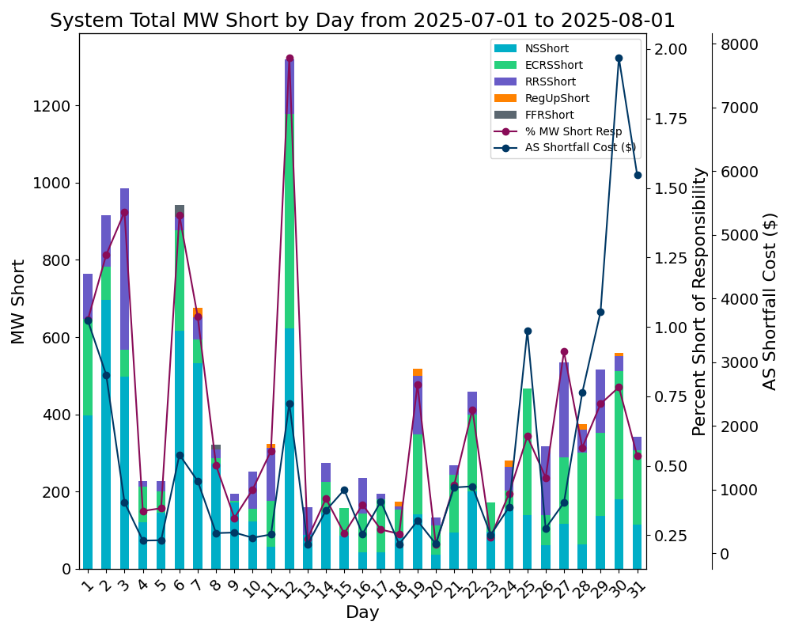 System Total MW Short by Day from 2025-07-01 to 2025-08-01
NSShort
ECRSShort
RRSShort
RegUpShort
FFRShort
% MW Short Resp
AS Shortfall Cost ($)
MW Short
1200
1000
800
600
400
200
0
2.00
1.75
1.50
1.25
1.00
0.75
0.50
0.25
Percent Short of Responsibility
8000
7000
6000
5000
4000
3000
2000
1000
0
AS Shortfall Cost ($)
1 2 3 4 5 6 7 8 9 10 11 12 13 14 15 16 17 18 19 20 21 22 23 24 25 26 27 28 29 30 31
Day